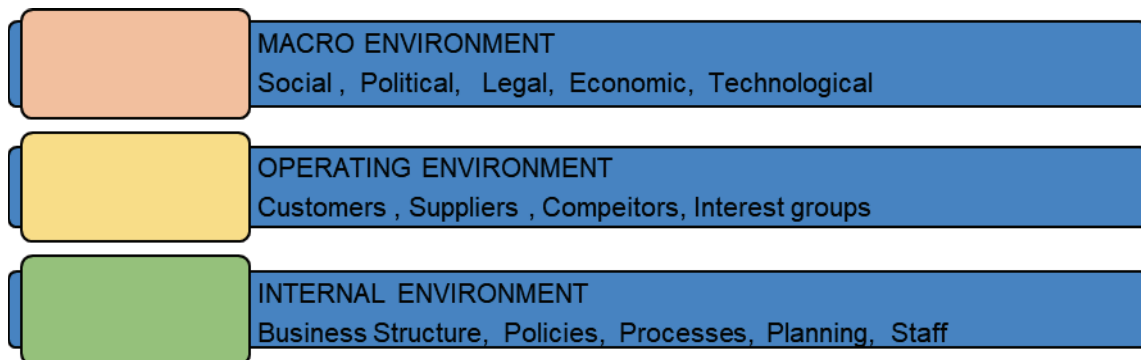 MACRO ENVIRONMENT
Social , Political, Legal, Economic, Technological
OPERATING ENVIRONMENT
Customers , Suppliers , Compeitors, Interest groups
INTERNAL ENVIRONMENT
Business Structure, Policies, Processes, Planning, Staff